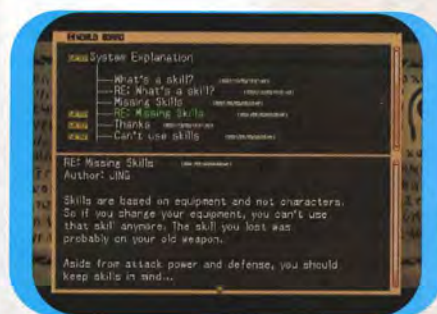 WORLD BOARD
System Explanation
What's a skill?
RE: What's a skill?
Missing Skills
RE: Missing Skills
Thanks
Can't use skills
RE: Missing Skills
Author: JING
Skills are based on equipment and not characters.
So if you change your equipment, you can't use
that skill anymore. The skill you lost was
probably on your old weapon.
Aside from attack power and defense, you should
keep skills in mind...